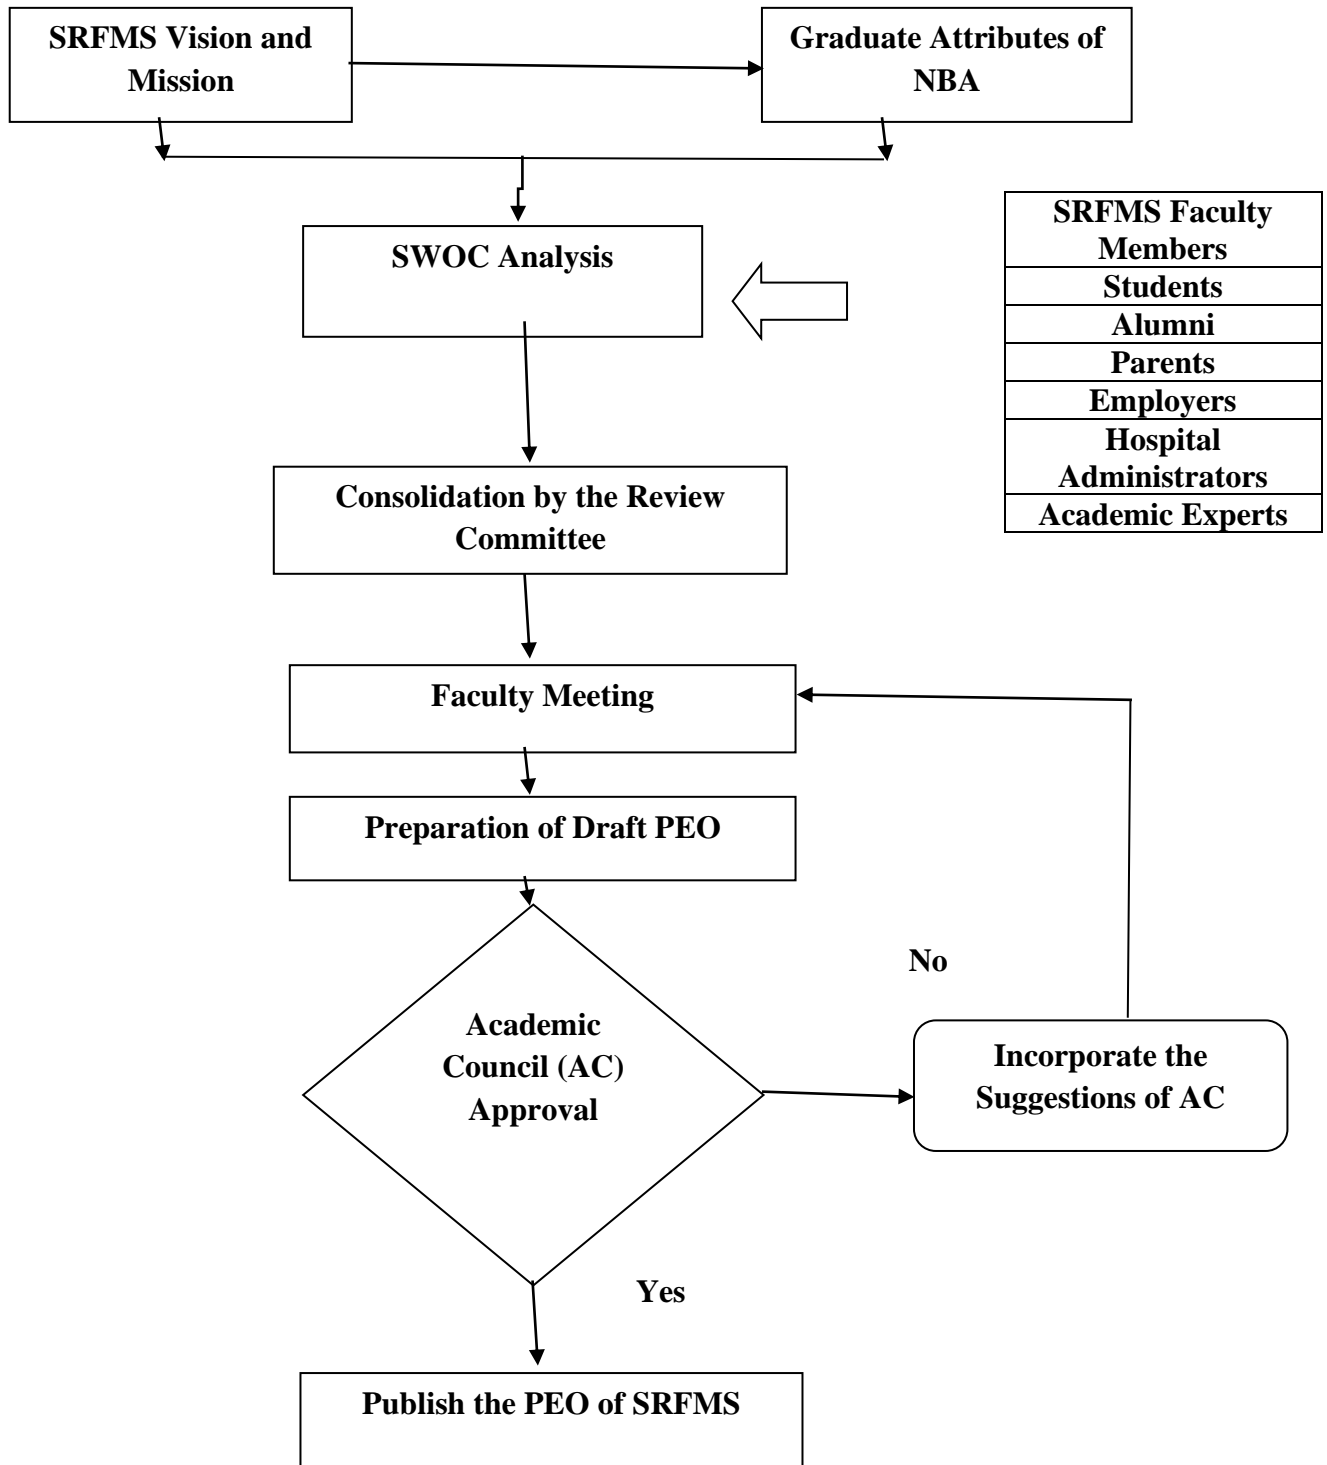 SRFMS Vision and
Mission
Graduate Attributes of
NBA
SWOC Analysis
SRFMS Faculty
Members
Students
Alumni
Parents
Employers
Hospital
Administrators
Academic Experts
Consolidation by the Review
Committee
Faculty Meeting
Preparation of Draft PEO
No
Academic
Council (AC)
Approval
Incorporate the
Suggestions of AC
Yes
Publish the PEO of SRFMS